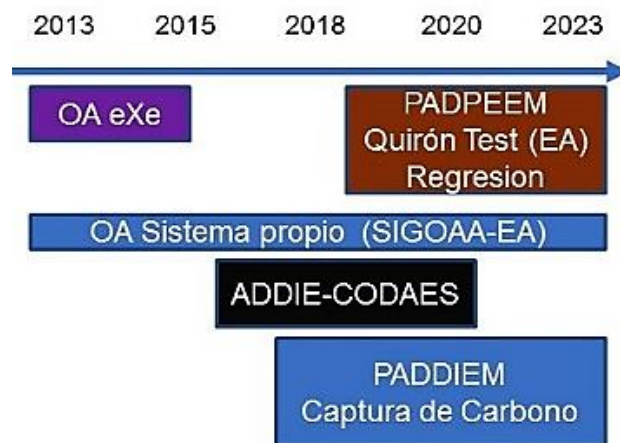 2013 2015 2018 2020 2023
OA eXe
PADPEEM
Quirón Test (EA)
Regresion
OA Sistema propio (SIGOAA-EA)
ADDIE-CODAES
PADDIEM
Captura de Carbono